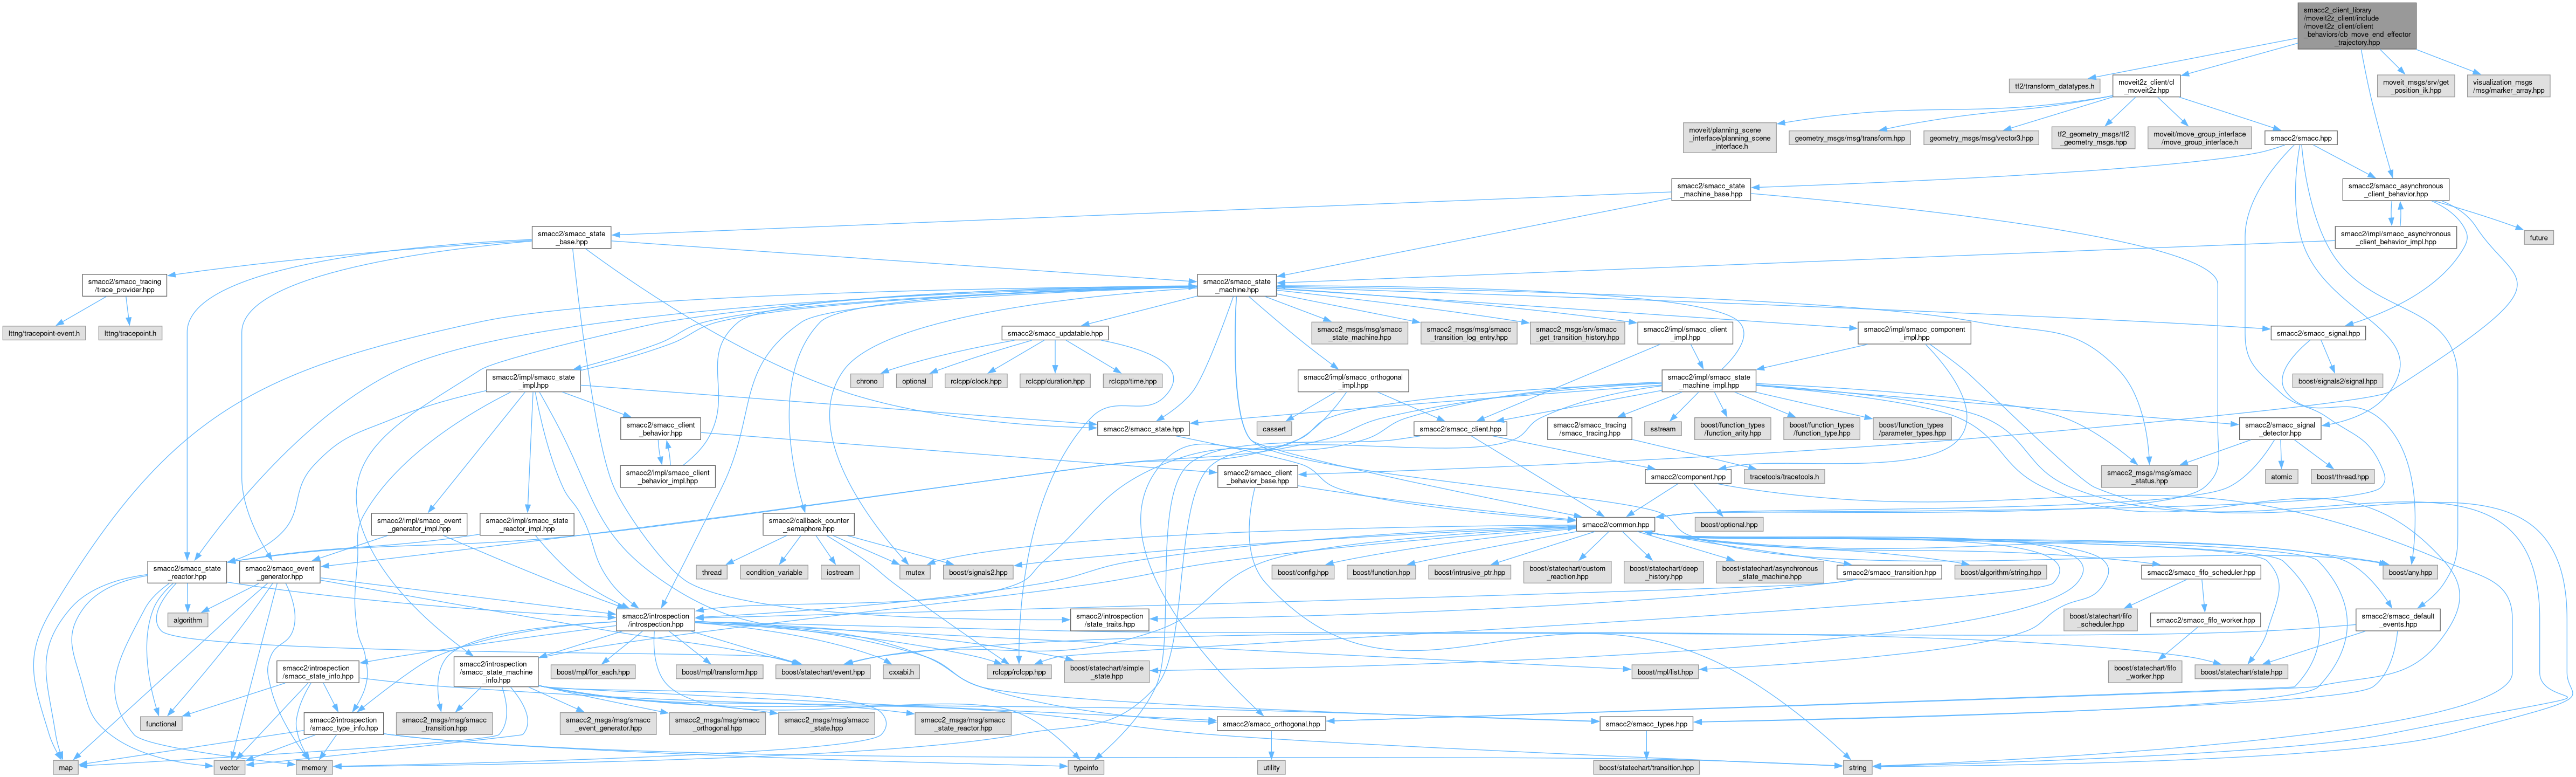 smacc2_client_library
/moveit2z_client/include
/moveit2z_client/client
_behaviors/cb_move_end_effector
_trajectory.hpp
tf2/transform_datatypes.h
moveit2z_client/cl
_moveit2z.hpp
moveit_msgs/srv/get
_position_ik.hpp
visualization_msgs
/msg/marker_array.hpp
moveit/planning_scene
_interface/planning_scene
_interface.h
geometry_msgs/msg/transform.hpp
geometry_msgs/msg/vector3.hpp
tf2_geometry_msgs/tf2
_geometry_msgs.hpp
moveit/move_group_interface
/move_group_interface.h
smacc2/smacc.hpp
smacc2/smacc_state
_machine_base.hpp
smacc2/smacc_asynchronous
_client_behavior.hpp
smacc2/smacc_state
_base.hpp
smacc2/impl/smacc_asynchronous
_client_behavior_impl.hpp
future
smacc2/smacc_tracing
/trace_provider.hpp
smacc2/smacc_state
_machine.hpp
lttng/tracepoint-event.h
lttng/tracepoint.h
smacc2/smacc_updatable.hpp
smacc2_msgs/msg/smacc
_state_machine.hpp
smacc2_msgs/msg/smacc
_transition_log_entry.hpp
smacc2_msgs/srv/smacc
_get_transition_history.hpp
smacc2/impl/smacc_client
_impl.hpp
smacc2/impl/smacc_component
_impl.hpp
smacc2/smacc_signal.hpp
smacc2/impl/smacc_state
_impl.hpp
chrono
optional
rclcpp/clock.hpp
rclcpp/duration.hpp
rclcpp/time.hpp
smacc2/impl/smacc_orthogonal
_impl.hpp
smacc2/impl/smacc_state
_machine_impl.hpp
boost/signals2/signal.hpp
smacc2/smacc_client
_behavior.hpp
smacc2/smacc_state.hpp
cassert
smacc2/smacc_client.hpp
smacc2/smacc_tracing
/smacc_tracing.hpp
sstream
boost/function_types
/function_arity.hpp
boost/function_types
/function_type.hpp
boost/function_types
/parameter_types.hpp
smacc2/smacc_signal
_detector.hpp
smacc2/impl/smacc_client
_behavior_impl.hpp
smacc2/smacc_client
_behavior_base.hpp
smacc2/component.hpp
tracetools/tracetools.h
smacc2_msgs/msg/smacc
_status.hpp
atomic
boost/thread.hpp
smacc2/impl/smacc_event
_generator_impl.hpp
smacc2/impl/smacc_state
_reactor_impl.hpp
smacc2/callback_counter
_semaphore.hpp
smacc2/common.hpp
boost/optional.hpp
smacc2/smacc_state
_reactor.hpp
smacc2/smacc_event
_generator.hpp
thread
condition_variable
iostream
mutex
boost/signals2.hpp
boost/config.hpp
boost/function.hpp
boost/intrusive_ptr.hpp
boost/statechart/custom
_reaction.hpp
boost/statechart/deep
_history.hpp
boost/statechart/asynchronous
_state_machine.hpp
smacc2/smacc_transition.hpp
boost/algorithm/string.hpp
smacc2/smacc_fifo_scheduler.hpp
boost/any.hpp
algorithm
smacc2/introspection
/introspection.hpp
smacc2/introspection
/state_traits.hpp
boost/statechart/fifo
_scheduler.hpp
smacc2/smacc_fifo_worker.hpp
smacc2/smacc_default
_events.hpp
smacc2/introspection
/smacc_state_info.hpp
smacc2/introspection
/smacc_state_machine
_info.hpp
boost/mpl/for_each.hpp
boost/mpl/transform.hpp
boost/statechart/event.hpp
cxxabi.h
rclcpp/rclcpp.hpp
boost/statechart/simple
_state.hpp
boost/mpl/list.hpp
boost/statechart/fifo
_worker.hpp
boost/statechart/state.hpp
functional
smacc2/introspection
/smacc_type_info.hpp
smacc2_msgs/msg/smacc
_transition.hpp
smacc2_msgs/msg/smacc
_event_generator.hpp
smacc2_msgs/msg/smacc
_orthogonal.hpp
smacc2_msgs/msg/smacc
_state.hpp
smacc2_msgs/msg/smacc
_state_reactor.hpp
smacc2/smacc_orthogonal.hpp
smacc2/smacc_types.hpp
map
vector
memory
typeinfo
utility
boost/statechart/transition.hpp
string